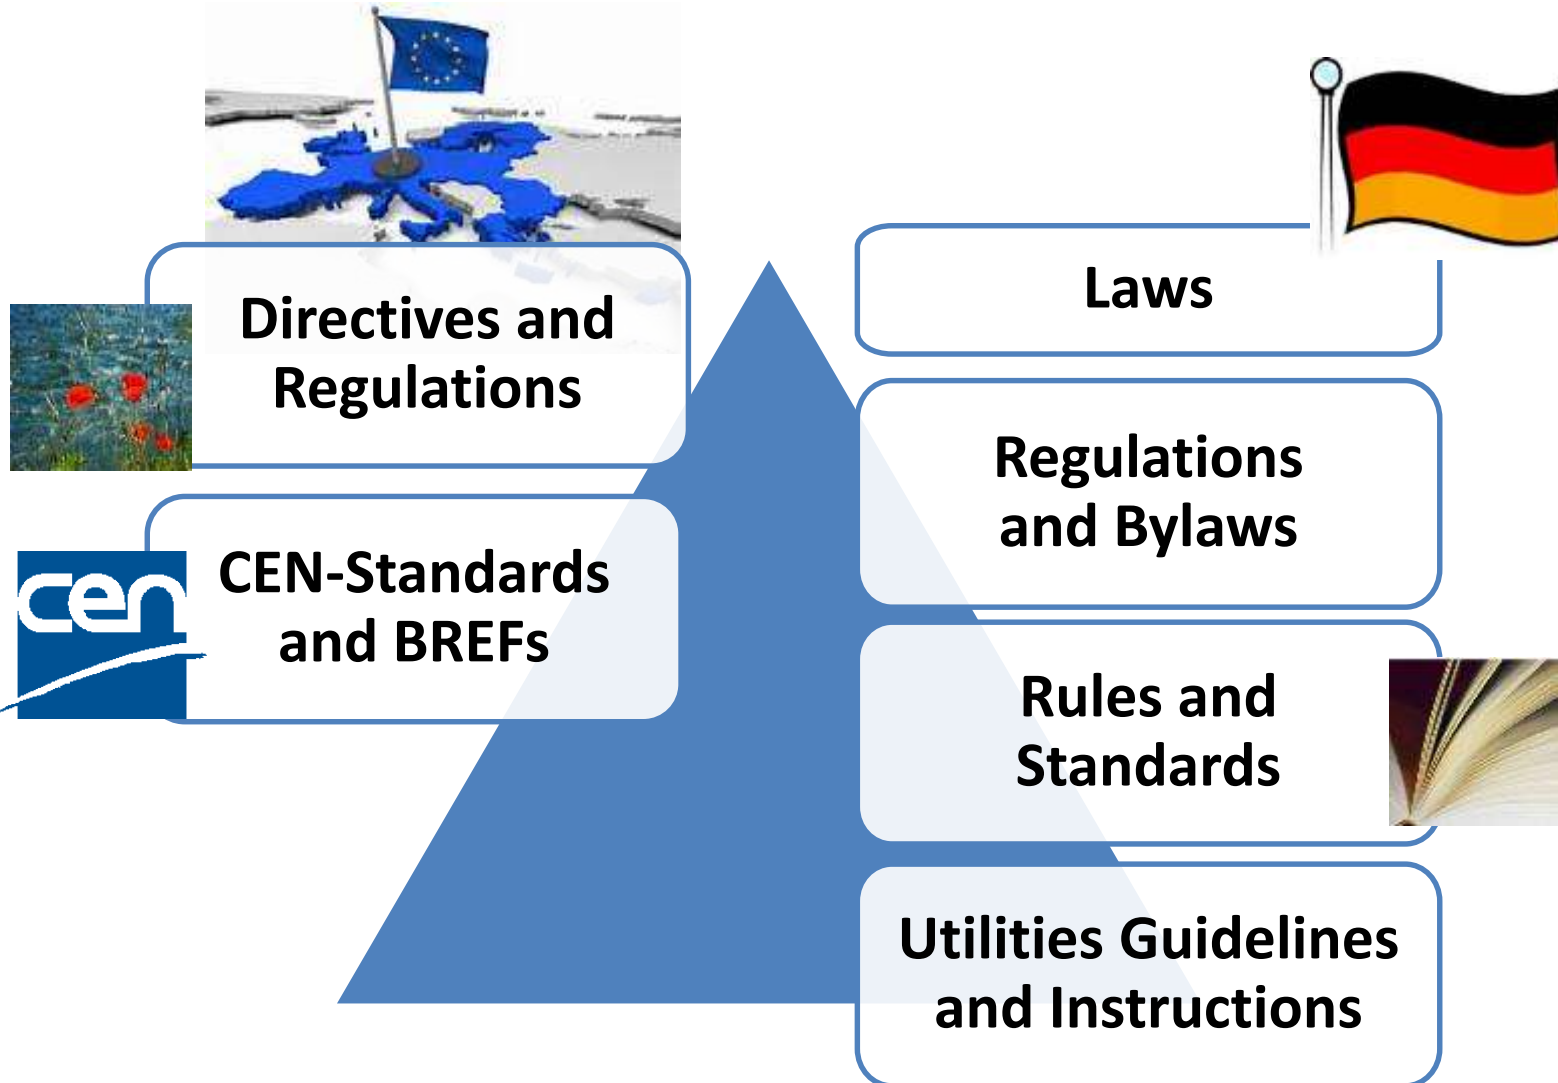 Directives and
Regulations
cen
CEN-Standards
and BREFs
Laws
Regulations
and Bylaws
Rules and
Standards
Utilities Guidelines
and Instructions